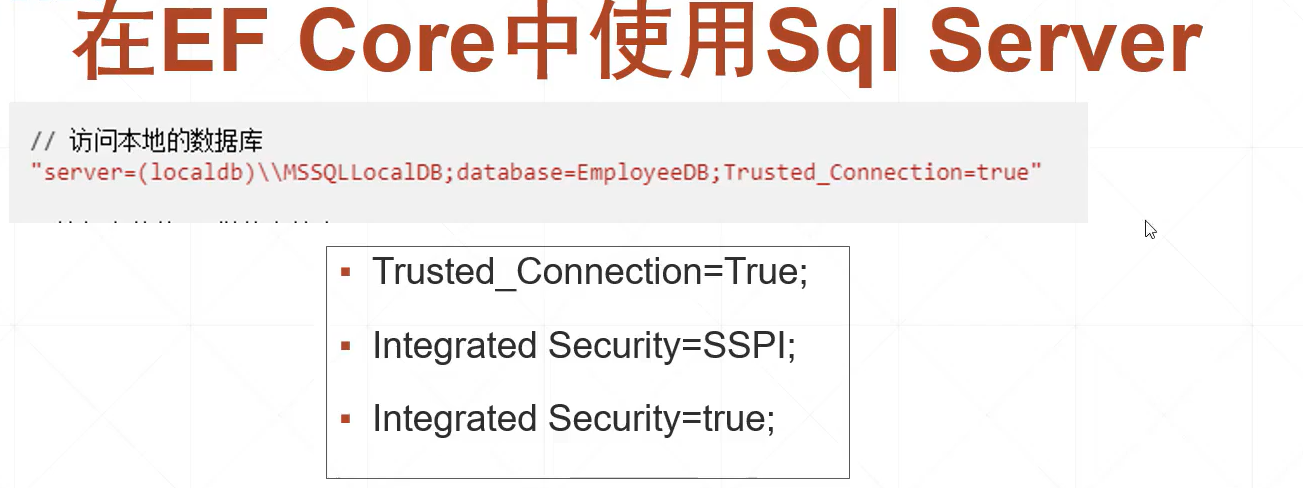 在EF Core中使用Sql Server
// 访问本地的数据库
"server=(localdb)\\MSSQLLocalDB;database=EmployeeDB;Trusted_Connection=true"
▪ Trusted_Connection=True;
▪ Integrated Security=SSPI;
▪ Integrated Security=true;